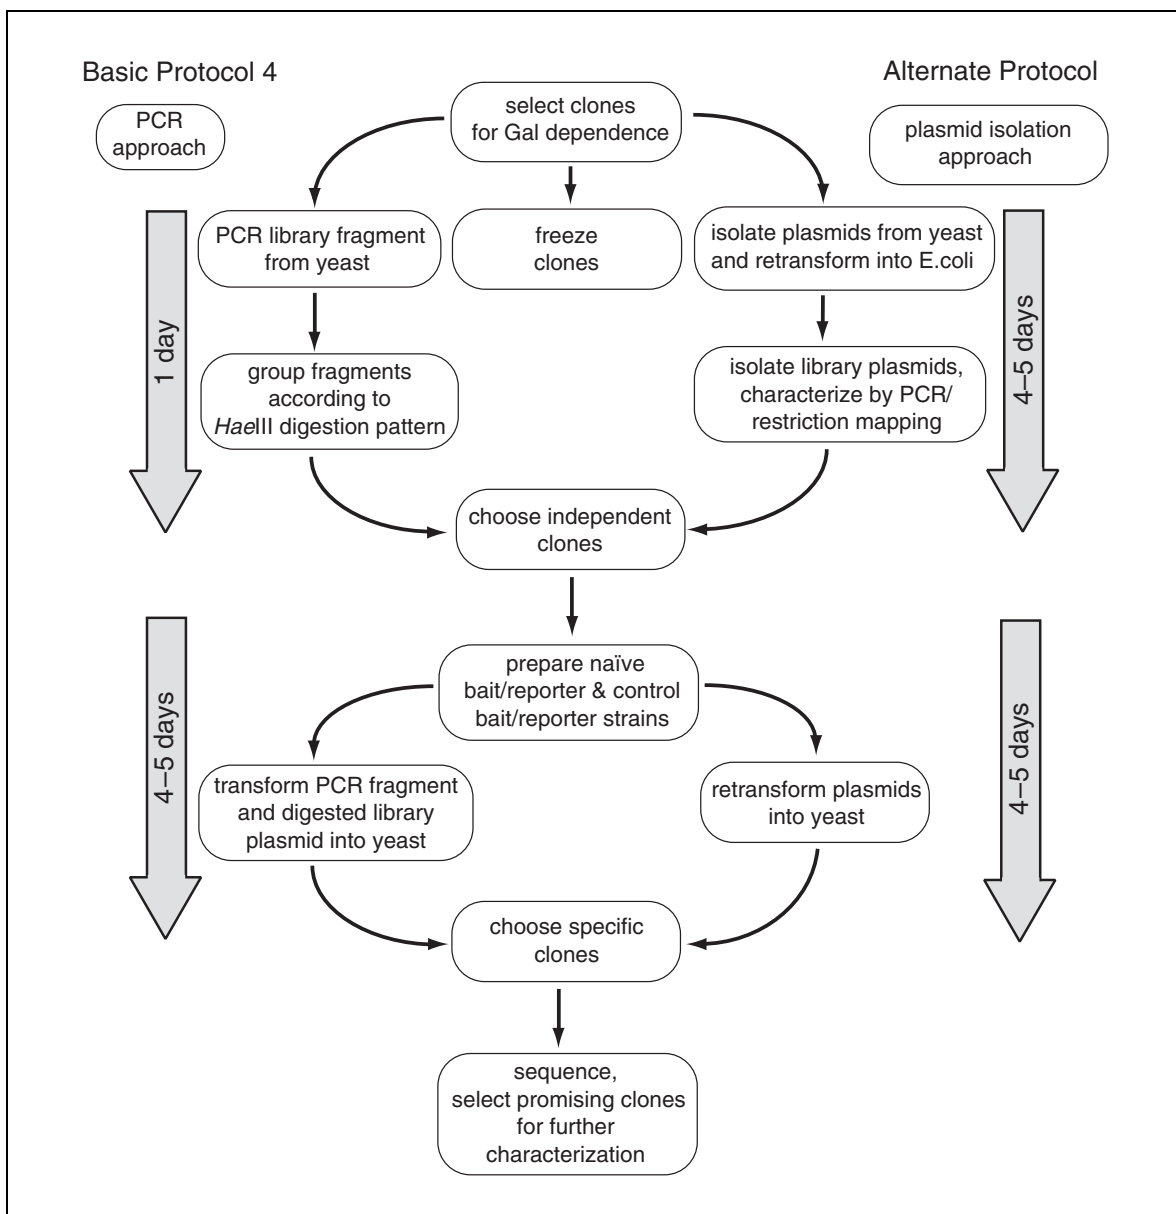 Basic Protocol 4
Alternate Protocol
PCR
approach
select clones
for Gal dependence
plasmid isolation
approach
PCR library fragment
from yeast
freeze
clones
isolate plasmids from yeast
and retransform into E.coli
1 day
4–5 days
group fragments
according to
HaeIII digestion pattern
isolate library plasmids,
characterize by PCR/
restriction mapping
choose independent
clones
prepare naïve
bait/reporter & control
bait/reporter strains
4–5 days
4–5 days
transform PCR fragment
and digested library
plasmid into yeast
retransform plasmids
into yeast
choose specific
clones
sequence,
select promising clones
for further
characterization